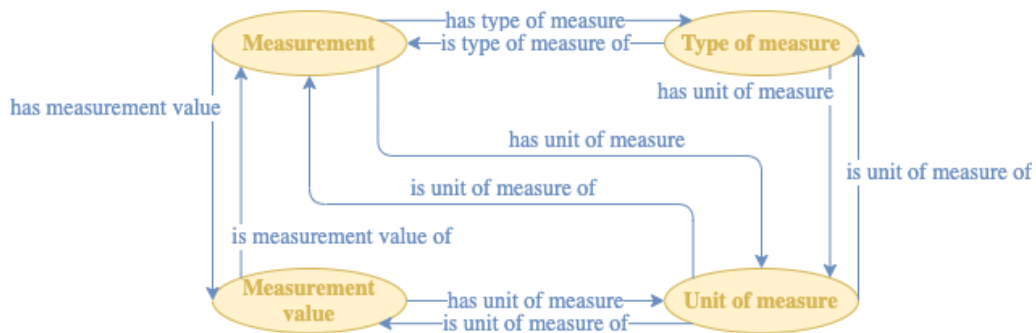 has type of measure
Measurement
Type of measure
is type of measure of
has unit of measure
has measurement value
has unit of measure
is unit of measure of
is unit of measure of
is measurement value of
Measurement
value
has unit of measure
Unit of measure
is unit of measure of